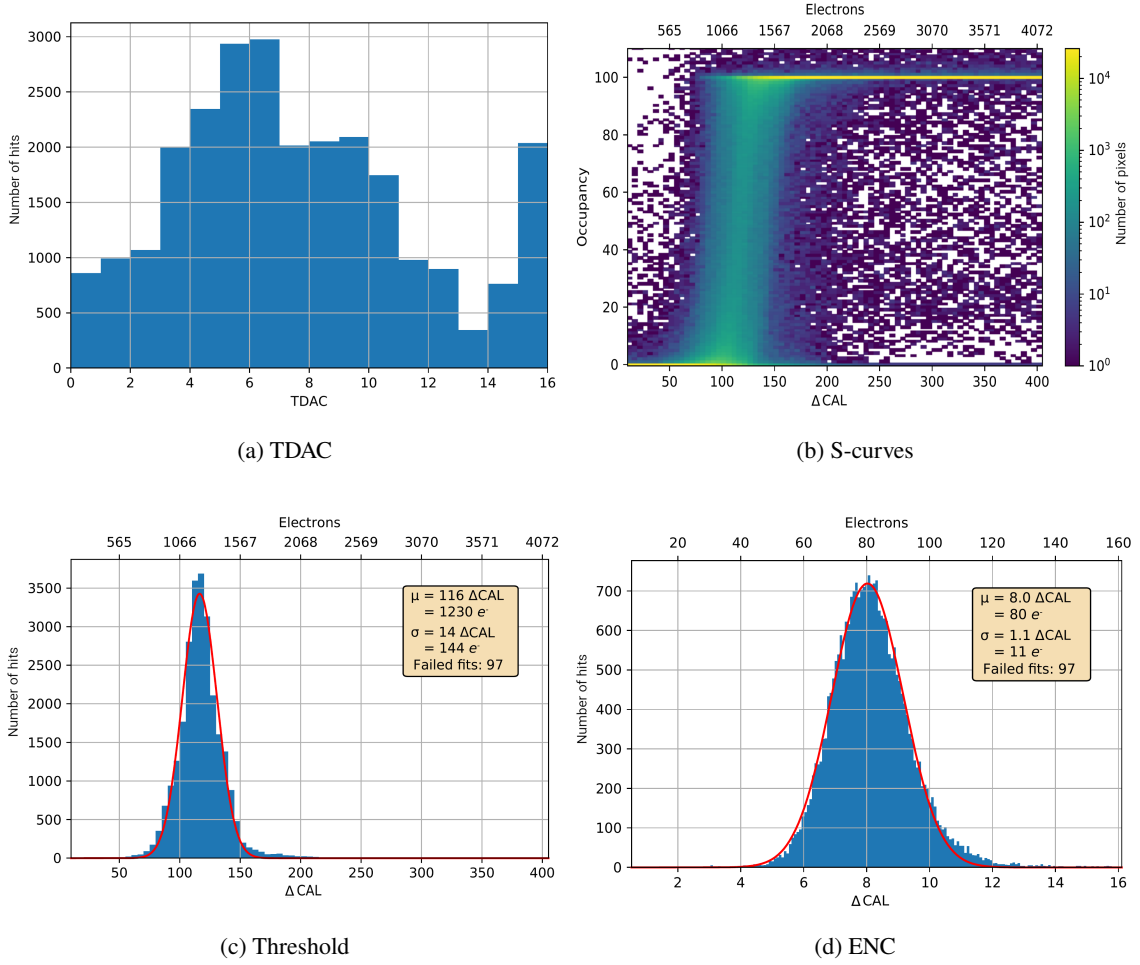 3000
2500
2000
1500
1000
500
0
Number of hits
0 2 4 6 8 10 12 14 16
TDAC
(a) TDAC
Electrons
565 1066 1567 2068 2569 3070 3571 4072
100
80
60
40
20
0
Occupancy
50 100 150 200 250 300 350 400
Δ CAL
10⁴
10³
10²
10¹
10⁰
Number of pixels
(b) S-curves
Electrons
565 1066 1567 2068 2569 3070 3571 4072
3500
3000
2500
2000
1500
1000
500
0
Number of hits
μ = 116 ΔCAL
= 1230 e⁻
σ = 14 ΔCAL
= 144 e⁻
Failed fits: 97
50 100 150 200 250 300 350 400
Δ CAL
(c) Threshold
Electrons
20 40 60 80 100 120 140 160
700
600
500
400
300
200
100
0
Number of hits
μ = 8.0 ΔCAL
= 80 e⁻
σ = 1.1 ΔCAL
= 11 e⁻
Failed fits: 97
2 4 6 8 10 12 14 16
Δ CAL
(d) ENC